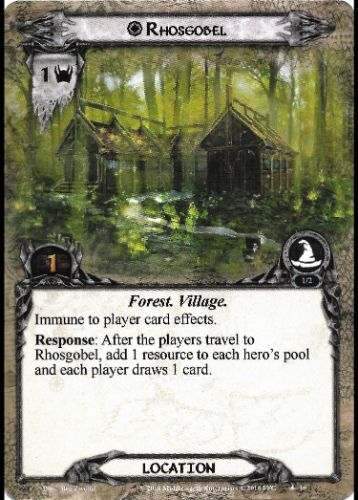 RHOSGOBEL
1
1
1/2
Forest. Village.
Immune to player card effects.
Response: After the players travel to
Rhosgobel, add 1 resource to each hero's pool
and each player draws 1 card.
LOCATION